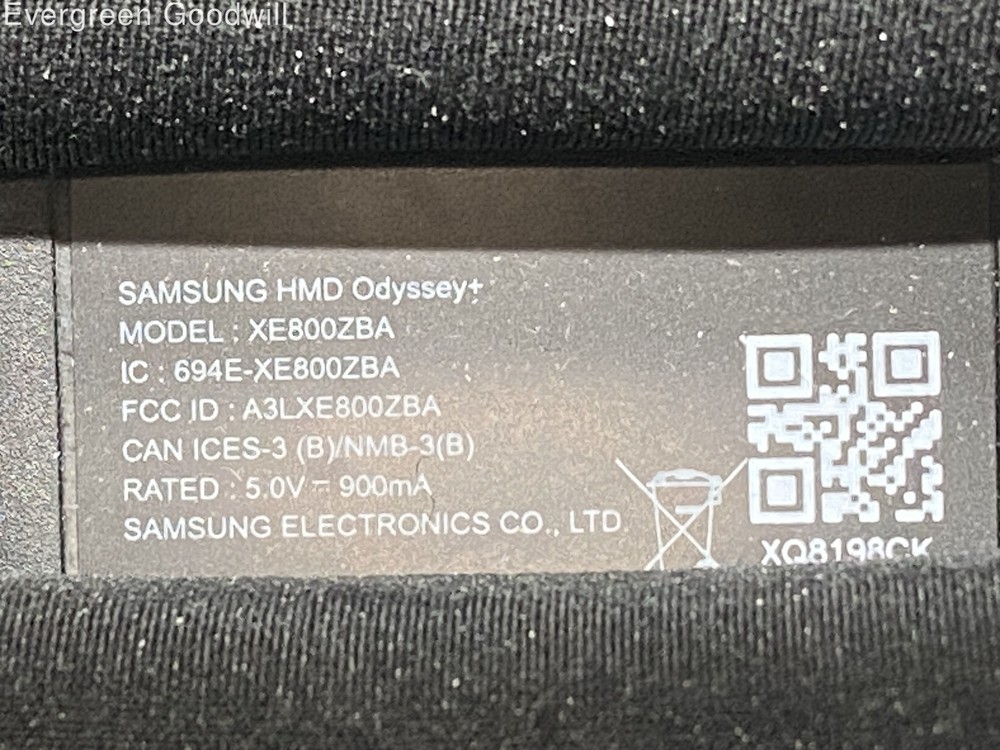 Evergreen Goodwill
SAMSUNG HMD Odyssey+
MODEL : XE800ZBA
IC : 694E-XE800ZBA
FCC ID : A3LXE800ZBA
CAN ICES-3 (B)/NMB-3(B)
RATED : 5.0V ⎓ 900mA
SAMSUNG ELECTRONICS CO., LTD
XQ8198CK